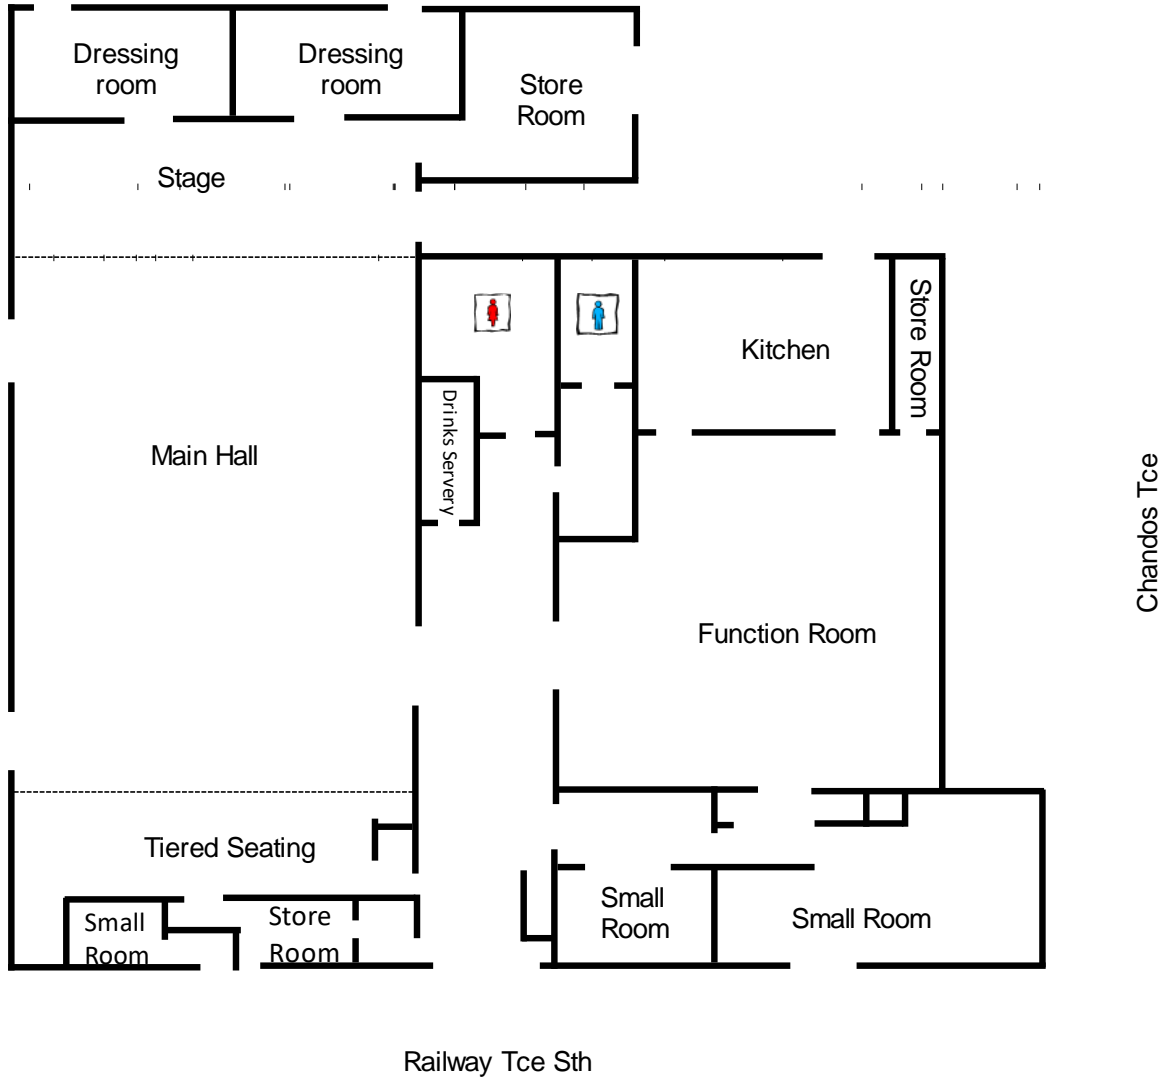 Dressing
room
Dressing
room
Store
Room
Stage
Store Room
Kitchen
Drinks Servery
Main Hall
Chandos Tce
Function Room
Tiered Seating
Small
Room
Store
Room
Small
Room
Small Room
Railway Tce Sth